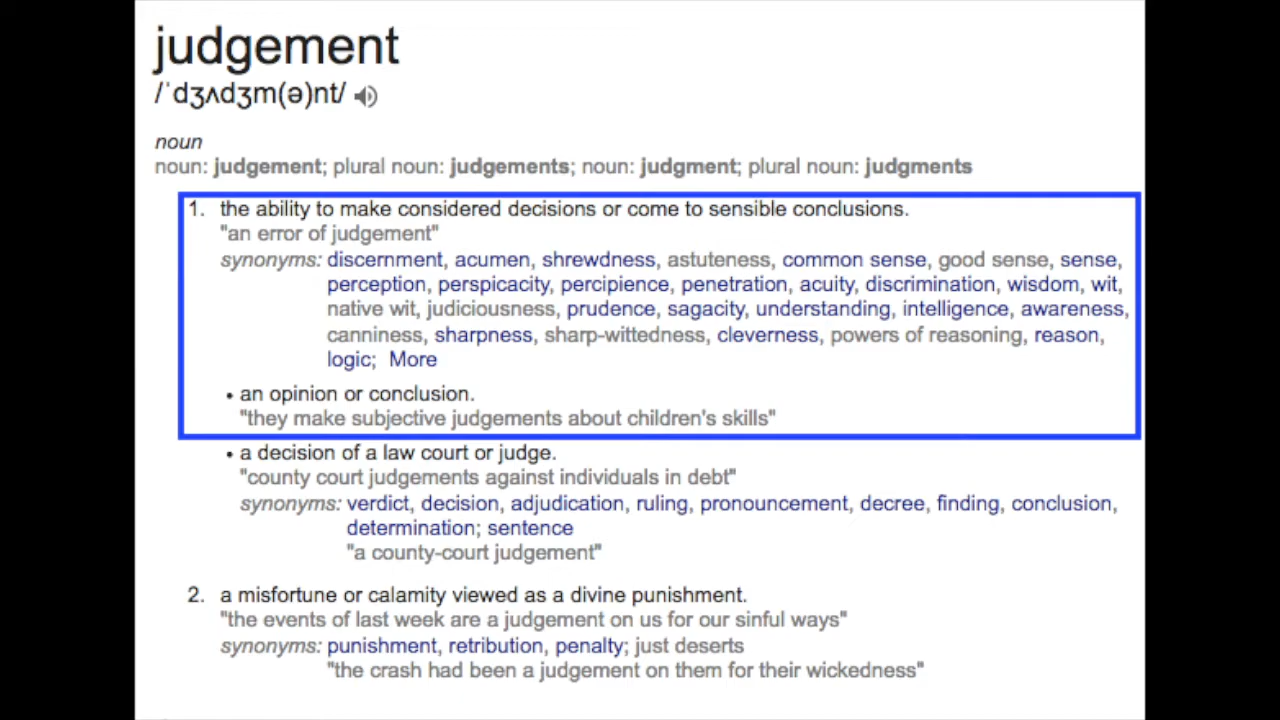 judgement
/ˈdʒʌdʒm(ə)nt/
noun
noun: judgement; plural noun: judgements; noun: judgment; plural noun: judgments
1. the ability to make considered decisions or come to sensible conclusions.
"an error of judgement"
synonyms: discernment, acumen, shrewdness, astuteness, common sense, good sense, sense,
perception, perspicacity, percipience, penetration, acuity, discrimination, wisdom, wit,
native wit, judiciousness, prudence, sagacity, understanding, intelligence, awareness,
canniness, sharpness, sharp-wittedness, cleverness, powers of reasoning, reason,
logic; More
• an opinion or conclusion.
"they make subjective judgements about children's skills"
• a decision of a law court or judge.
"county court judgements against individuals in debt"
synonyms: verdict, decision, adjudication, ruling, pronouncement, decree, finding, conclusion,
determination; sentence
"a county-court judgement"
2. a misfortune or calamity viewed as a divine punishment.
"the events of last week are a judgement on us for our sinful ways"
synonyms: punishment, retribution, penalty; just deserts
"the crash had been a judgement on them for their wickedness"